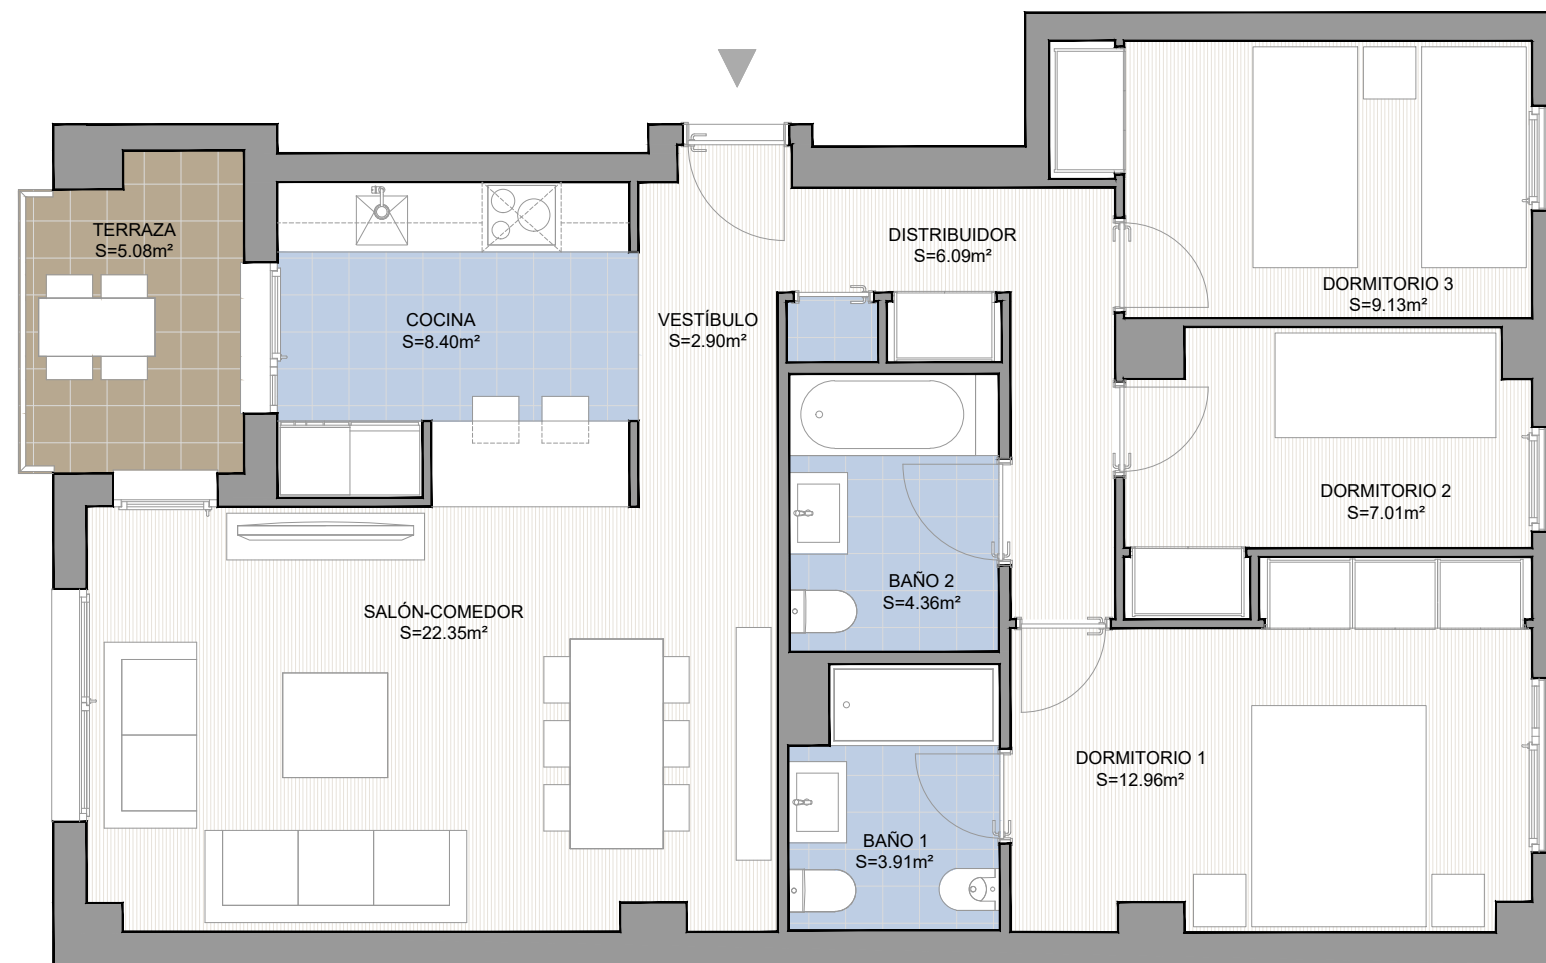 TERRAZA
S=5.08m²
COCINA
S=8.40m²
VESTÍBULO
S=2.90m²
DISTRIBUIDOR
S=6.09m²
DORMITORIO 3
S=9.13m²
DORMITORIO 2
S=7.01m²
SALÓN-COMEDOR
S=22.35m²
BAÑO 2
S=4.36m²
DORMITORIO 1
S=12.96m²
BAÑO 1
S=3.91m²